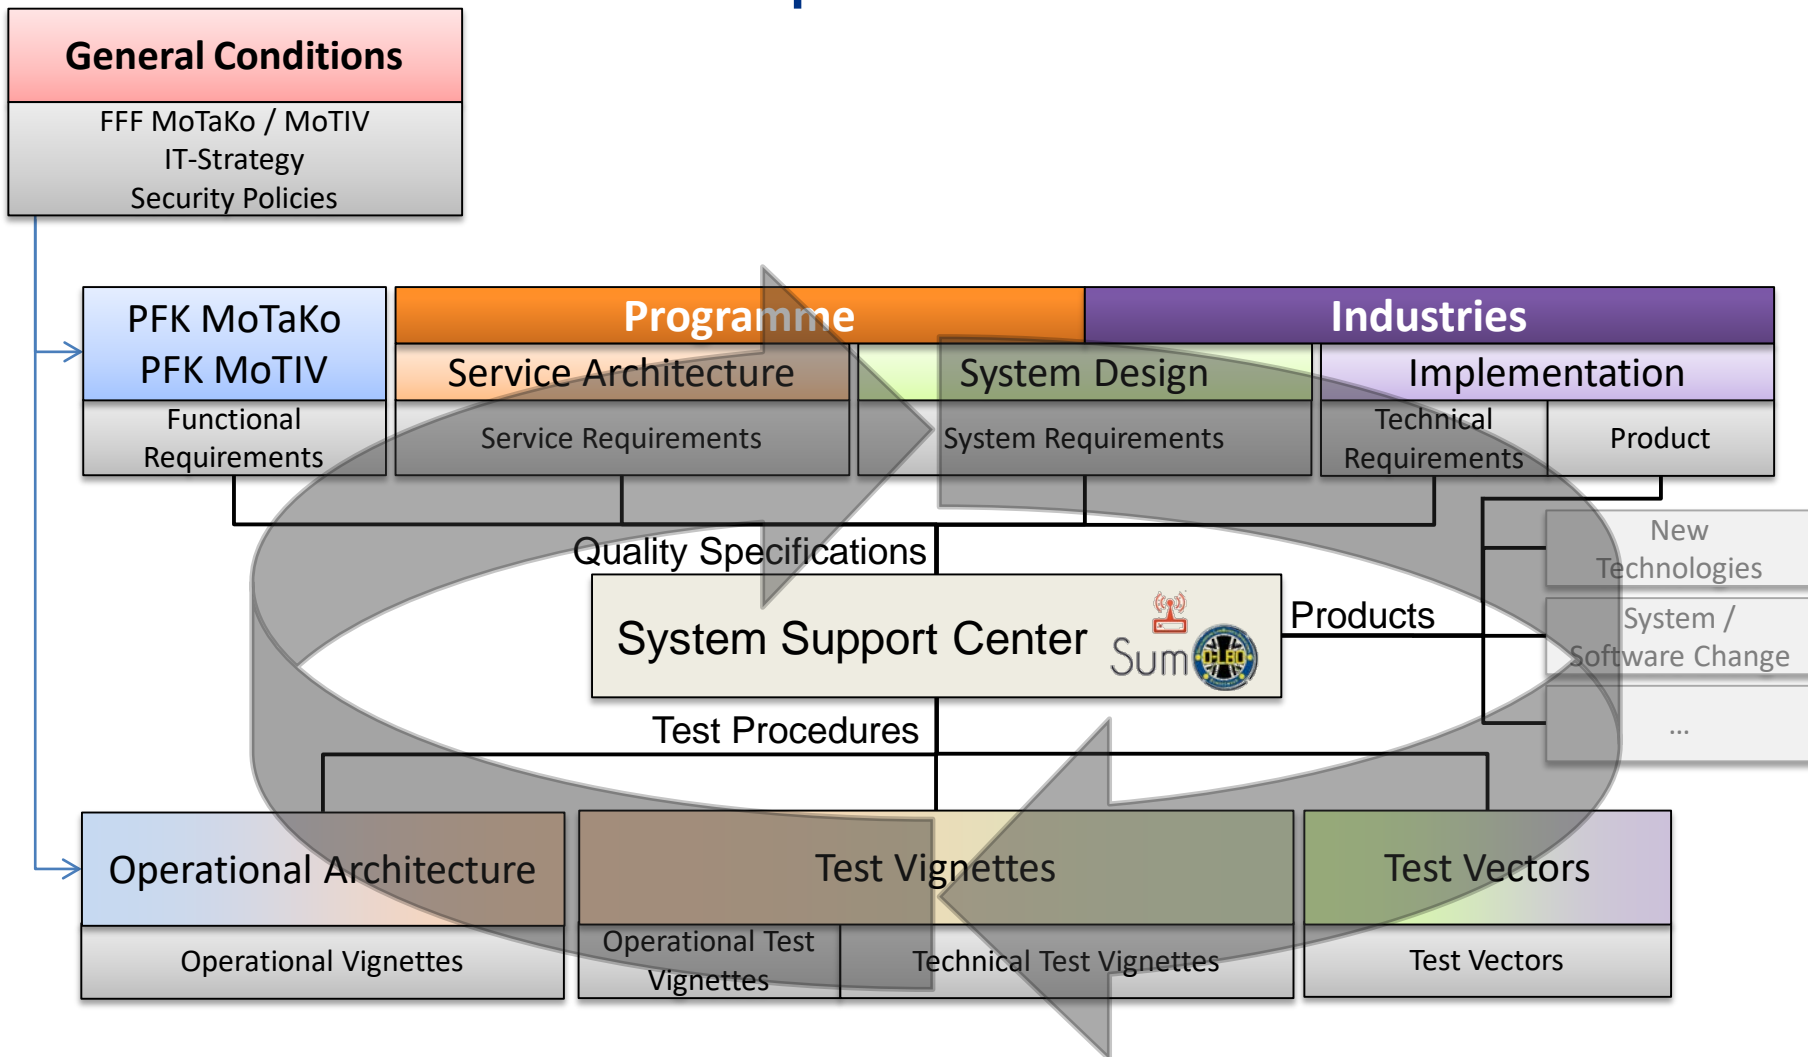 General Conditions
FFF MoTaKo / MoTIV
IT-Strategy
Security Policies
PFK MoTaKo
PFK MoTIV
Functional
Requirements
Programme
Industries
Service Architecture
System Design
Implementation
Service Requirements
System Requirements
Technical
Requirements
Product
New
Technologies
System /
Software Change
...
Quality Specifications
System Support Center
Sum
D-LBO
Products
Test Procedures
Operational Architecture
Operational Vignettes
Test Vignettes
Operational Test
Vignettes
Technical Test Vignettes
Test Vectors
Test Vectors